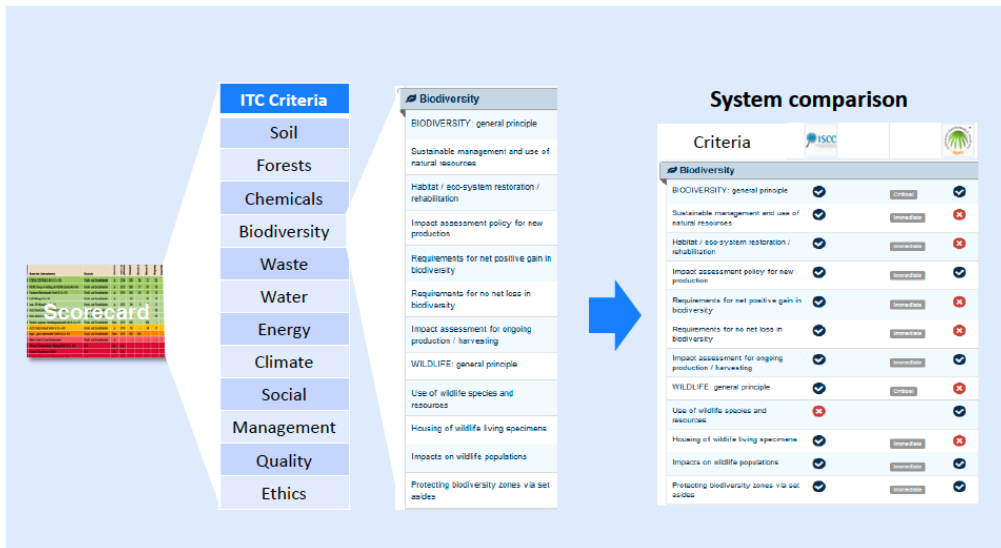 Scorecard
ITC Criteria
Soil
Forests
Chemicals
Biodiversity
Waste
Water
Energy
Climate
Social
Management
Quality
Ethics
Biodiversity
BIODIVERSITY: general principle
Sustainable management and use of
natural resources
Habitat / eco-system restoration /
rehabilitation
Impact assessment policy for new
production
Requirements for net positive gain in
biodiversity
Requirements for no net loss in
biodiversity
Impact assessment for ongoing
production / harvesting
WILDLIFE: general principle
Use of wildlife species and
resources
Housing of wildlife living specimens
Impacts on wildlife populations
Protecting biodiversity zones via set
asides
System comparison
Criteria ISCC
Biodiversity
BIODIVERSITY: general principle Critical
Sustainable management and use of
natural resources Immediate
Habitat / eco-system restoration /
rehabilitation Immediate
Impact assessment policy for new
production Immediate
Requirements for net positive gain in
biodiversity Immediate
Requirements for no net loss in
biodiversity Immediate
Impact assessment for ongoing
production / harvesting Immediate
WILDLIFE: general principle Critical
Use of wildlife species and
resources
Housing of wildlife living specimens Immediate
Impacts on wildlife populations Immediate
Protecting biodiversity zones via set
asides Immediate